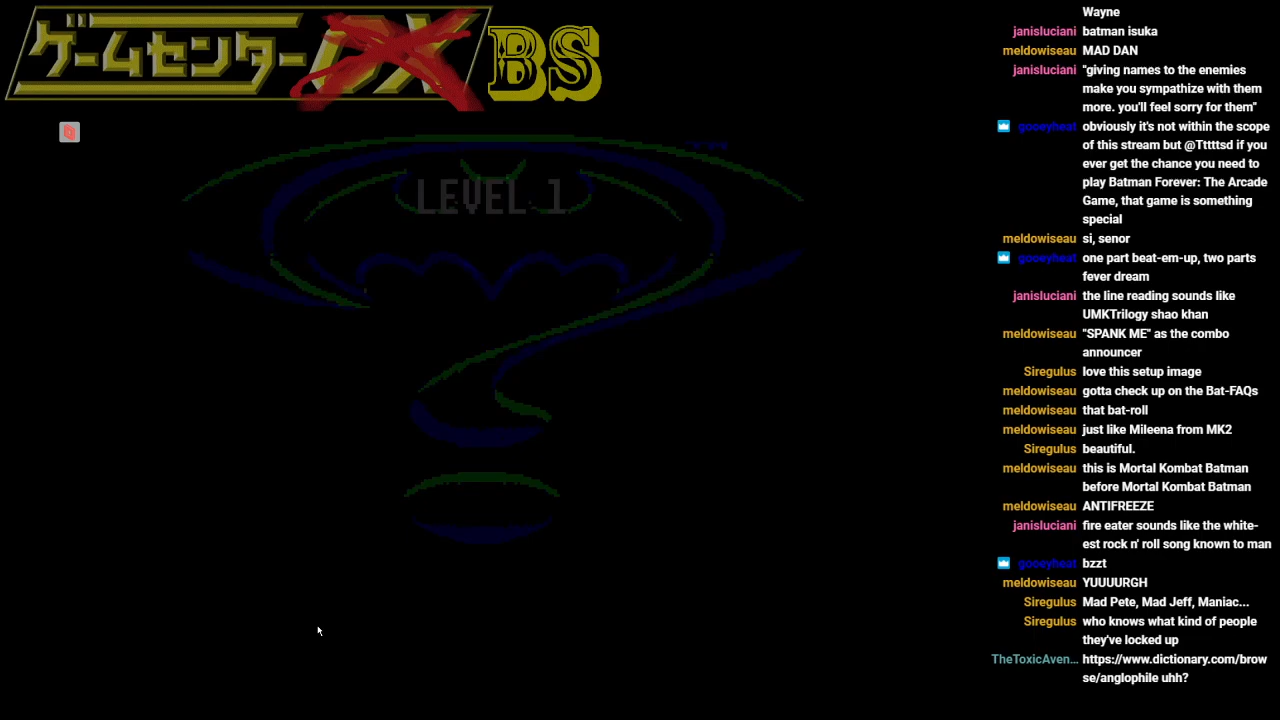 ゲームセンターDX BS
LEVEL 1
Wayne
janisluciani batman isuka
meldowiseau MAD DAN
janisluciani "giving names to the enemies
make you sympathize with them
more. you'll feel sorry for them"
gooeyheat obviously it's not within the scope
of this stream but @Tttttsd if you
ever get the chance you need to
play Batman Forever: The Arcade
Game, that game is something
special
meldowiseau si, senor
gooeyheat one part beat-em-up, two parts
fever dream
janisluciani the line reading sounds like
UMKTrilogy shao khan
meldowiseau "SPANK ME" as the combo
announcer
Siregulus love this setup image
meldowiseau gotta check up on the Bat-FAQs
meldowiseau that bat-roll
meldowiseau just like Mileena from MK2
Siregulus beautiful.
meldowiseau this is Mortal Kombat Batman
before Mortal Kombat Batman
meldowiseau ANTIFREEZE
janisluciani fire eater sounds like the white-
est rock n' roll song known to man
gooeyheat bzzt
meldowiseau YUUUURGH
Siregulus Mad Pete, Mad Jeff, Maniac...
Siregulus who knows what kind of people
they've locked up
TheToxicAven... https://www.dictionary.com/brow
se/anglophile uhh?